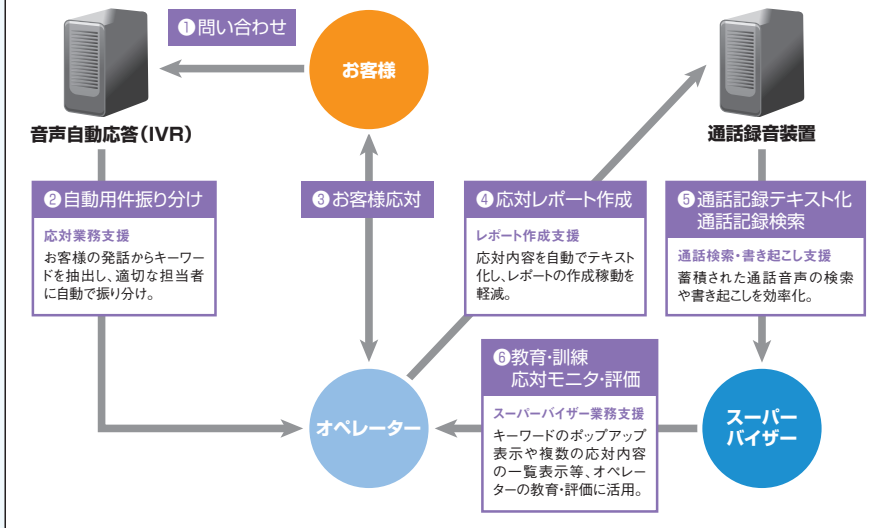 ❶問い合わせ
お客様
音声自動応答(IVR)
通話録音装置
❷自動用件振り分け
応対業務支援
お客様の発話からキーワー
ドを抽出し、適切な担当者
に自動で振り分け。
❸お客様応対
❹応対レポート作成
レポート作成支援
応対内容を自動でテキスト
化し、レポートの作成稼動を
軽減。
❺通話記録テキスト化
通話記録検索
通話検索・書き起こし支援
蓄積された通話音声の検索
や書き起こしを効率化。
❻教育・訓練
応対モニタ・評価
スーパーバイザー業務支援
キーワードのポップアップ
表示や複数の応対内容
の一覧表示等、オペレー
ターの教育・評価に活用。
オペレーター
スーパー
バイザー